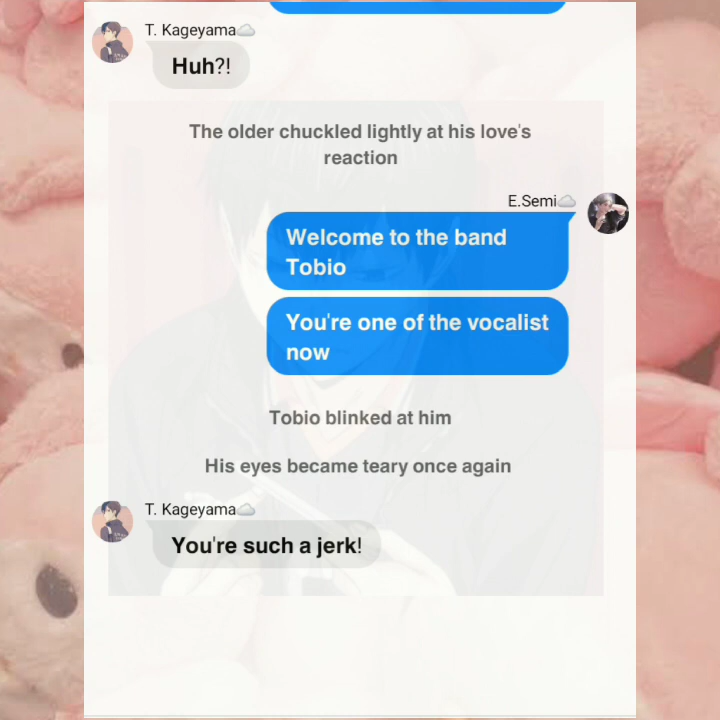 T. Kageyama☁️
Huh?!
The older chuckled lightly at his love's
reaction
E.Semi☁️
Welcome to the band
Tobio
You're one of the vocalist
now
Tobio blinked at him
His eyes became teary once again
T. Kageyama☁️
You're such a jerk!